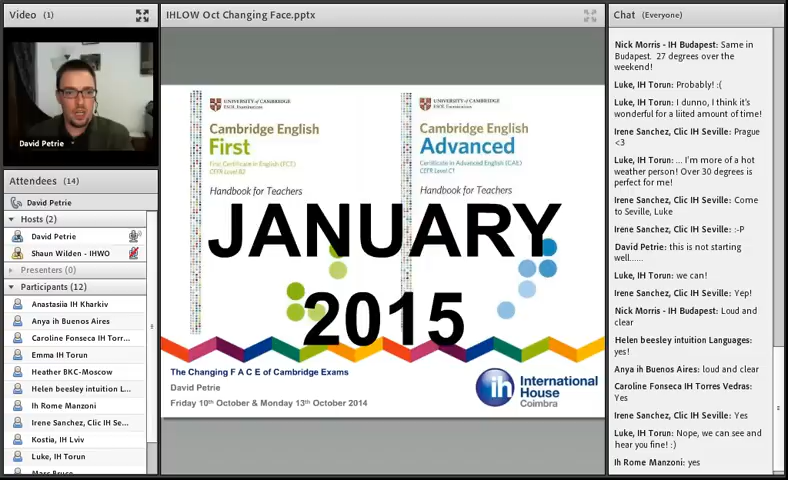 Video (1)
David Petrie
Attendees (14)
David Petrie
Hosts (2)
David Petrie
Shaun Wilden - IHWO
Presenters (0)
Participants (12)
Anastasiia IH Kharkiv
Anya ih Buenos Aires
Caroline Fonseca IH Torr...
Emma IH Torun
Heather BKC-Moscow
Helen beesley intuition L...
Ih Rome Manzoni
Irene Sanchez, Clic IH Se...
Kostia, IH Lviv
Luke, IH Torun
Marc Bruce
IHLOW Oct Changing Face.pptx
UNIVERSITY of CAMBRIDGE
ESOL Examinations
Cambridge English
First
First Certificate in English (FCE)
CEFR Level B2
Handbook for Teachers
UNIVERSITY of CAMBRIDGE
ESOL Examinations
Cambridge English
Advanced
Certificate in Advanced English (CAE)
CEFR Level C1
Handbook for Teachers
JANUARY
2015
The Changing F A C E of Cambridge Exams
David Petrie
Friday 10th October & Monday 13th October 2014
ih
International
House
Coimbra
Chat (Everyone)
Nick Morris - IH Budapest: Same in
Budapest. 27 degrees over the
weekend!
Luke, IH Torun: Probably! :(
Luke, IH Torun: I dunno, I think it's
wonderful for a liited amount of time!
Irene Sanchez, Clic IH Seville: Prague
<3
Luke, IH Torun: ... I'm more of a hot
weather person! Over 30 degrees is
perfect for me!
Irene Sanchez, Clic IH Seville: Come
to Seville, Luke
Irene Sanchez, Clic IH Seville: :-P
David Petrie: this is not starting
well......
Luke, IH Torun: we can!
Irene Sanchez, Clic IH Seville: Yep!
Nick Morris - IH Budapest: Loud and
clear
Helen beesley intuition Languages:
yes!
Anya ih Buenos Aires: loud and clear
Caroline Fonseca IH Torres Vedras:
Yes
Irene Sanchez, Clic IH Seville: Yes
Luke, IH Torun: Nope, we can see and
hear you fine! :)
Ih Rome Manzoni: yes